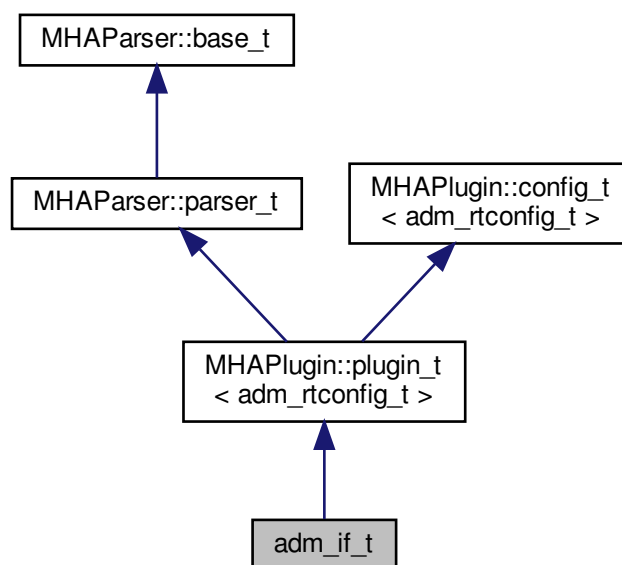 MHAParser::base_t
MHAParser::parser_t
MHAPlugin::config_t
< adm_rtconfig_t >
MHAPlugin::plugin_t
< adm_rtconfig_t >
adm_if_t